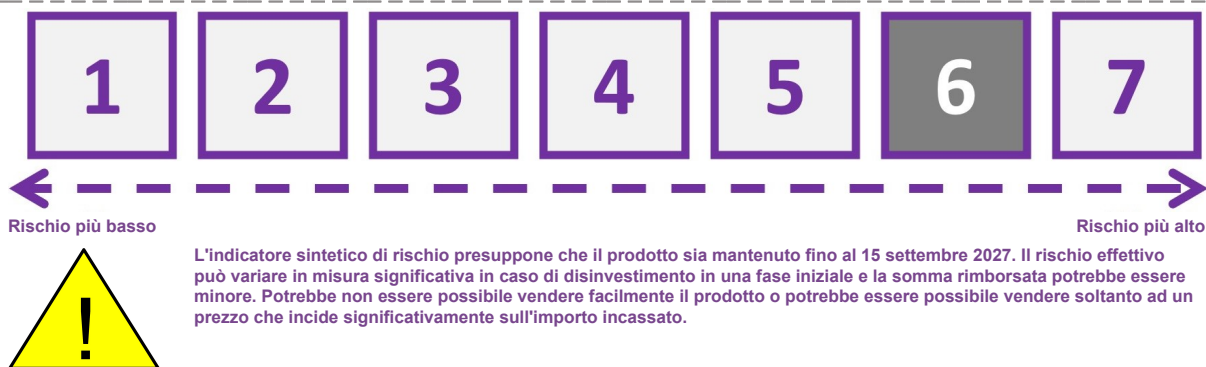 1 2 3 4 5 6 7
Rischio più basso Rischio più alto
L'indicatore sintetico di rischio presuppone che il prodotto sia mantenuto fino al 15 settembre 2027. Il rischio effettivo
può variare in misura significativa in caso di disinvestimento in una fase iniziale e la somma rimborsata potrebbe essere
minore. Potrebbe non essere possibile vendere facilmente il prodotto o potrebbe essere possibile vendere soltanto ad un
prezzo che incide significativamente sull'importo incassato.
!